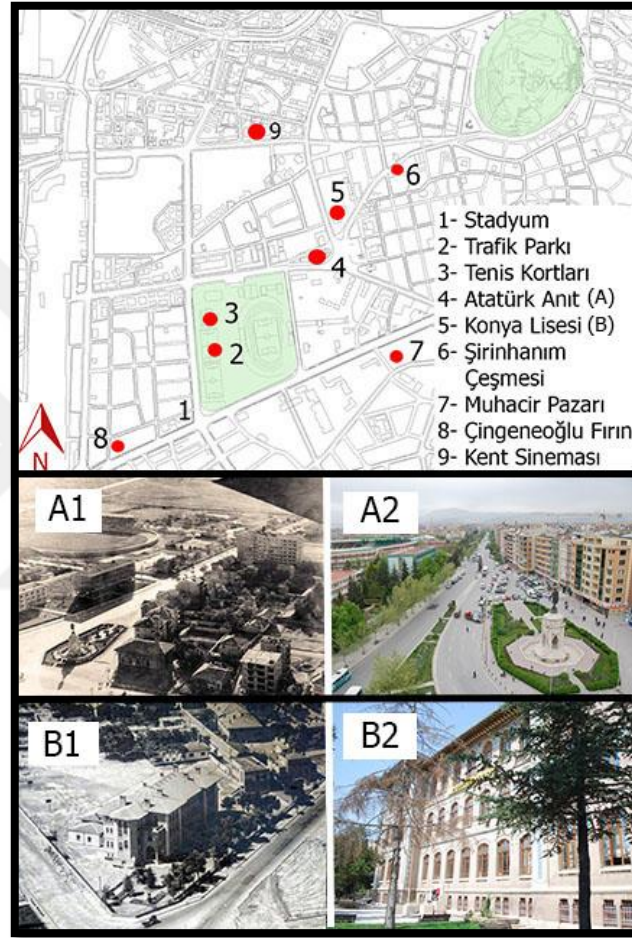 9
6
5
4
3
2
7
1
8
N
1- Stadyum
2- Trafik Parkı
3- Tenis Kortları
4- Atatürk Anıt (A)
5- Konya Lisesi (B)
6- Şirinhanım
Çeşmesi
7- Muhacir Pazarı
8- Çingeneoğlu Fırın
9- Kent Sineması
A1
A2
B1
B2